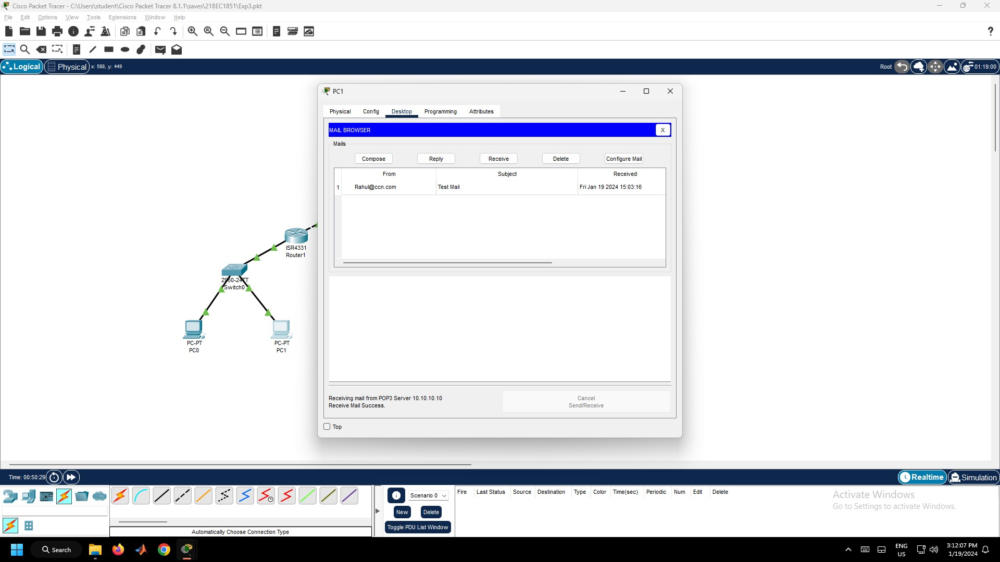 Cisco Packet Tracer - C:\Users\student\Cisco Packet Tracer 8.1.1\saves\21BEC1851\Exp3.pkt
File Edit Options View Tools Extensions Window Help
Logical Physical x: 588, y: 449 Root 01:19:00
PC1
Physical Config Desktop Programming Attributes
MAIL BROWSER X
Mails
Compose Reply Receive Delete Configure Mail
From Subject Received
1 Rahul@ccn.com Test Mail Fri Jan 19 2024 15:03:16
ISR4331
Router1
2960-24TT
Switch0
PC-PT
PC0
PC-PT
PC1
Receiving mail from POP3 Server 10.10.10.10
Receive Mail Success.
Cancel
Send/Receive
Top
Time: 00:50:29 Realtime Simulation
Scenario 0
New Delete
Toggle PDU List Window
Fire Last Status Source Destination Type Color Time(sec) Periodic Num Edit Delete
Activate Windows
Go to Settings to activate Windows.
Automatically Choose Connection Type
Search
ENG
US
3:12:07 PM
1/19/2024